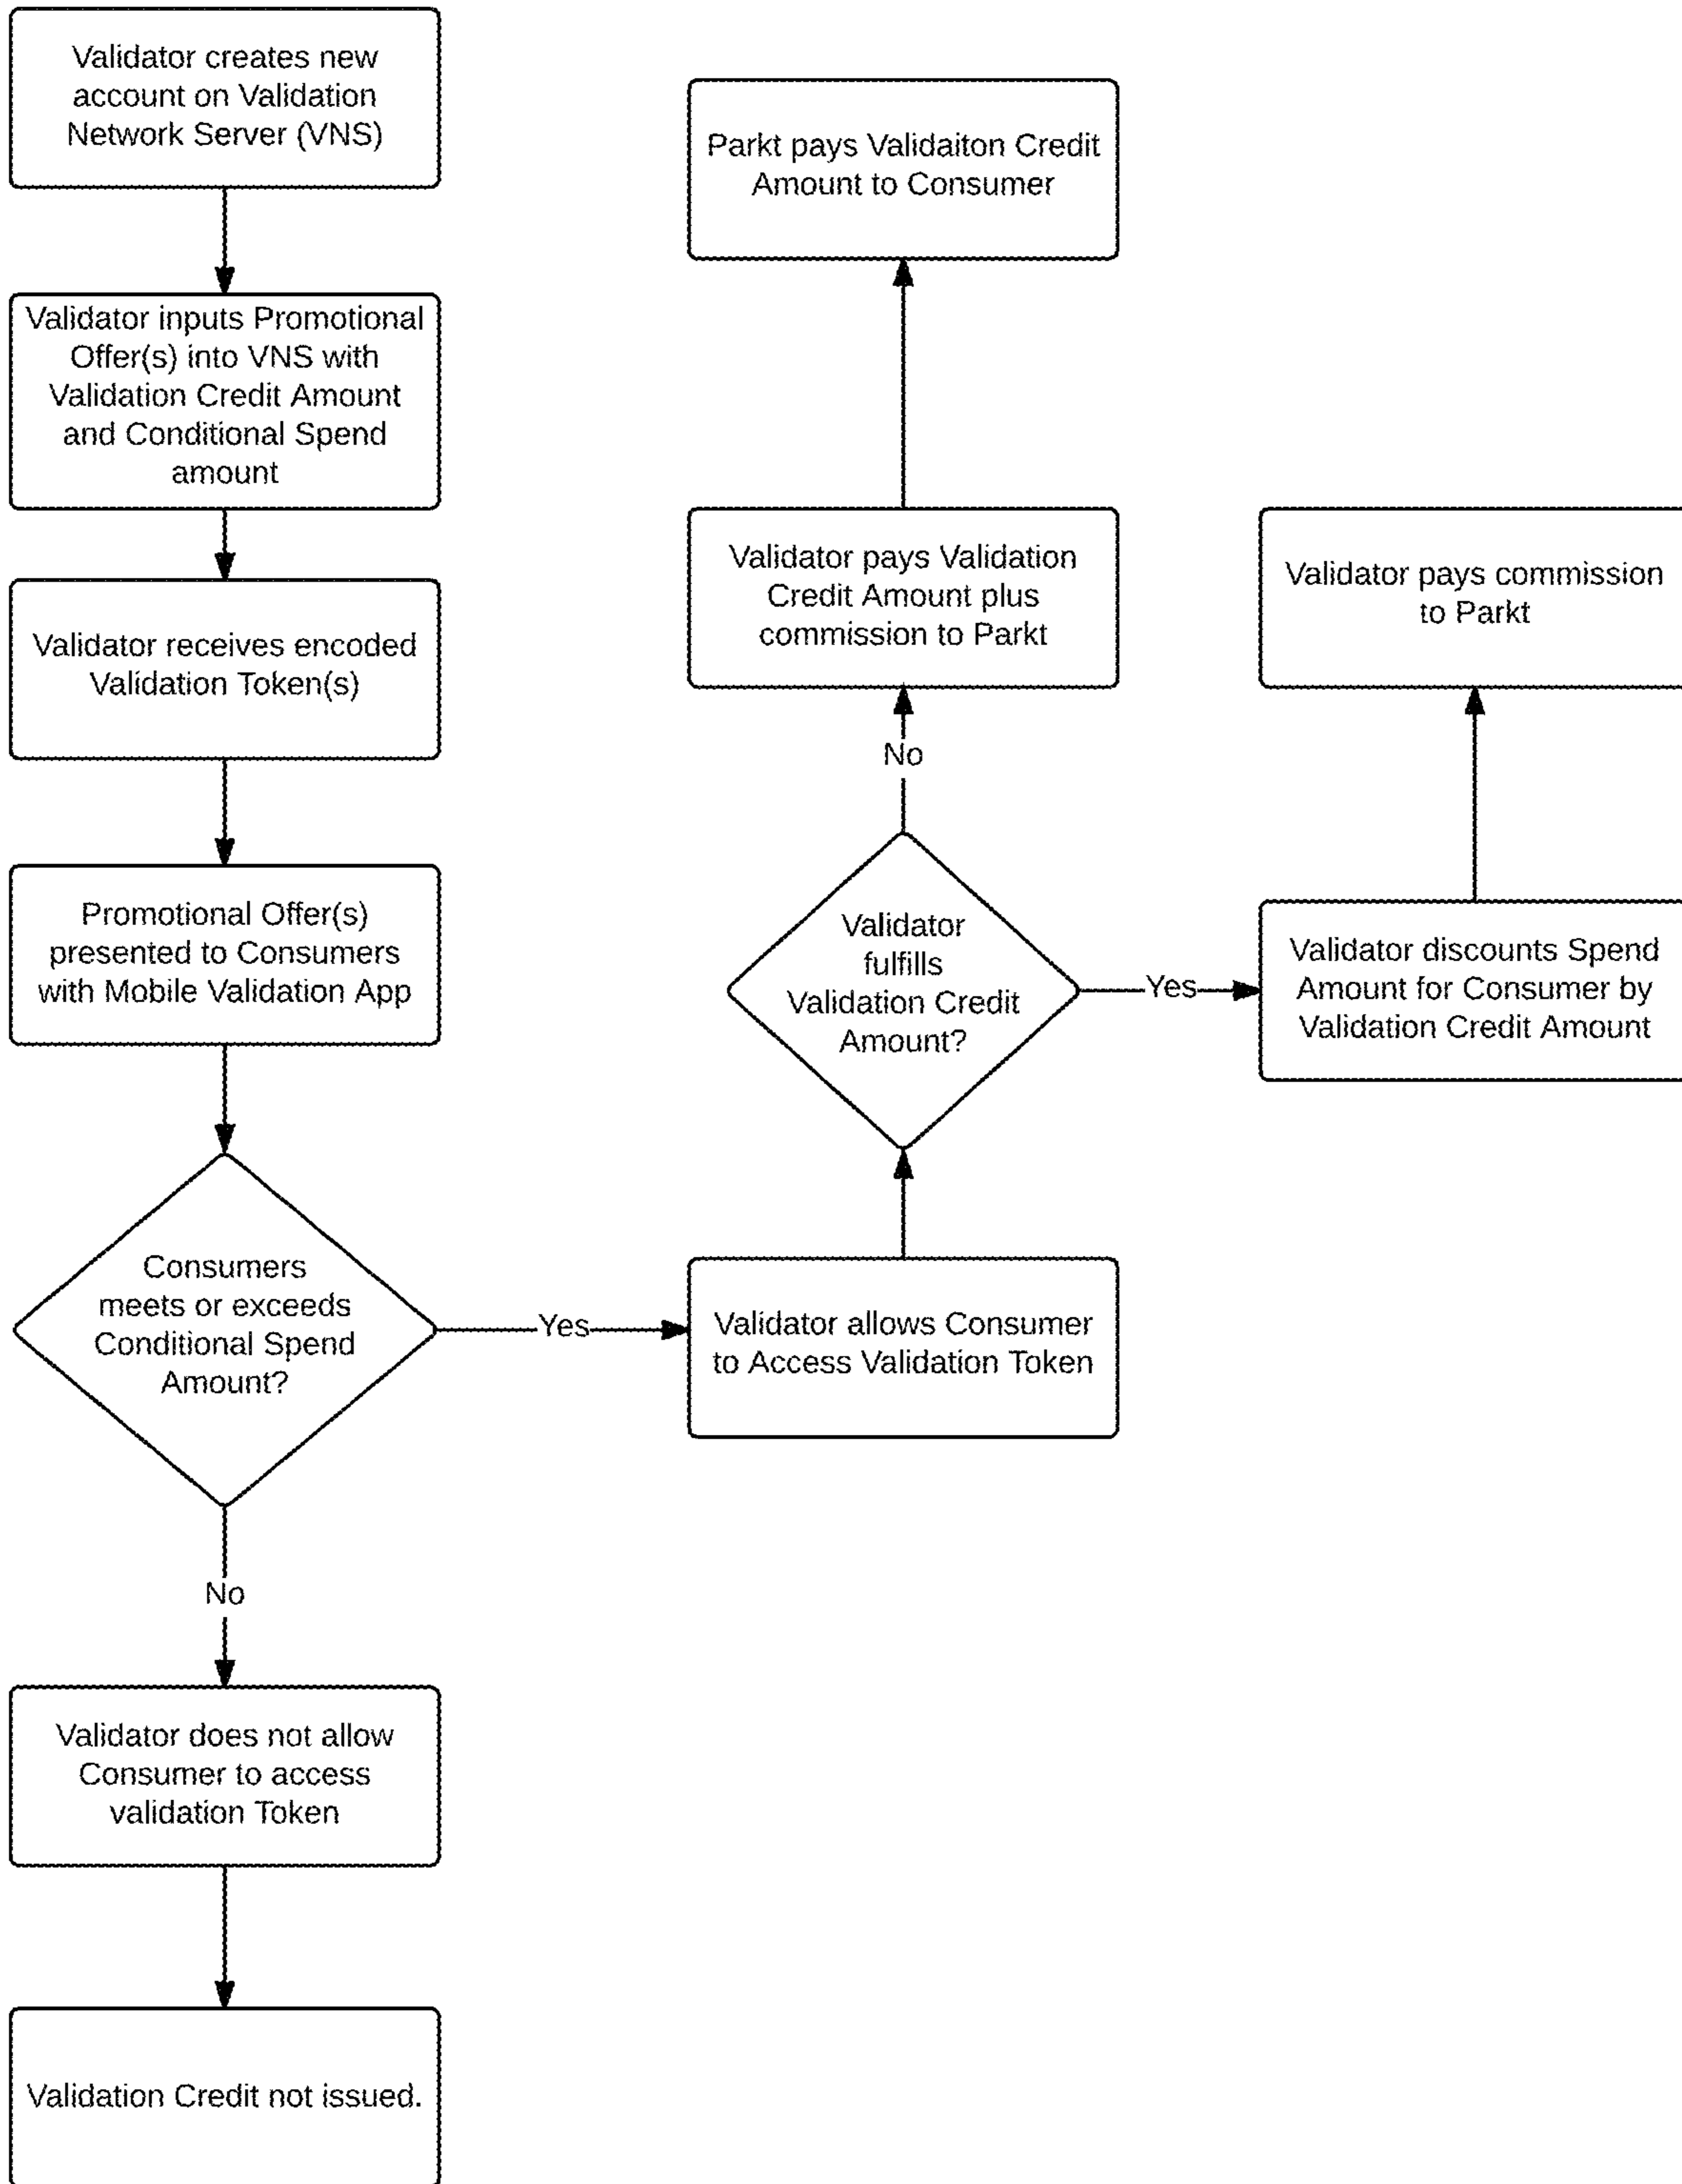 Validator creates new
account on Validation
Network Server (VNS)
Validator inputs Promotional
Offer(s) into VNS with
Validation Credit Amount
and Conditional Spend
amount
Validator receives encoded
Validation Token(s)
Promotional Offer(s)
presented to Consumers
with Mobile Validation App
Consumers
meets or exceeds
Conditional Spend
Amount?
No
Validator does not allow
Consumer to access
validation Token
Validation Credit not issued.
Yes
Validator allows Consumer
to Access Validation Token
Validator
fulfills
Validation Credit
Amount?
No
Validator pays Validation
Credit Amount plus
commission to Parkt
Parkt pays Validaiton Credit
Amount to Consumer
Yes
Validator discounts Spend
Amount for Consumer by
Validation Credit Amount
Validator pays commission
to Parkt